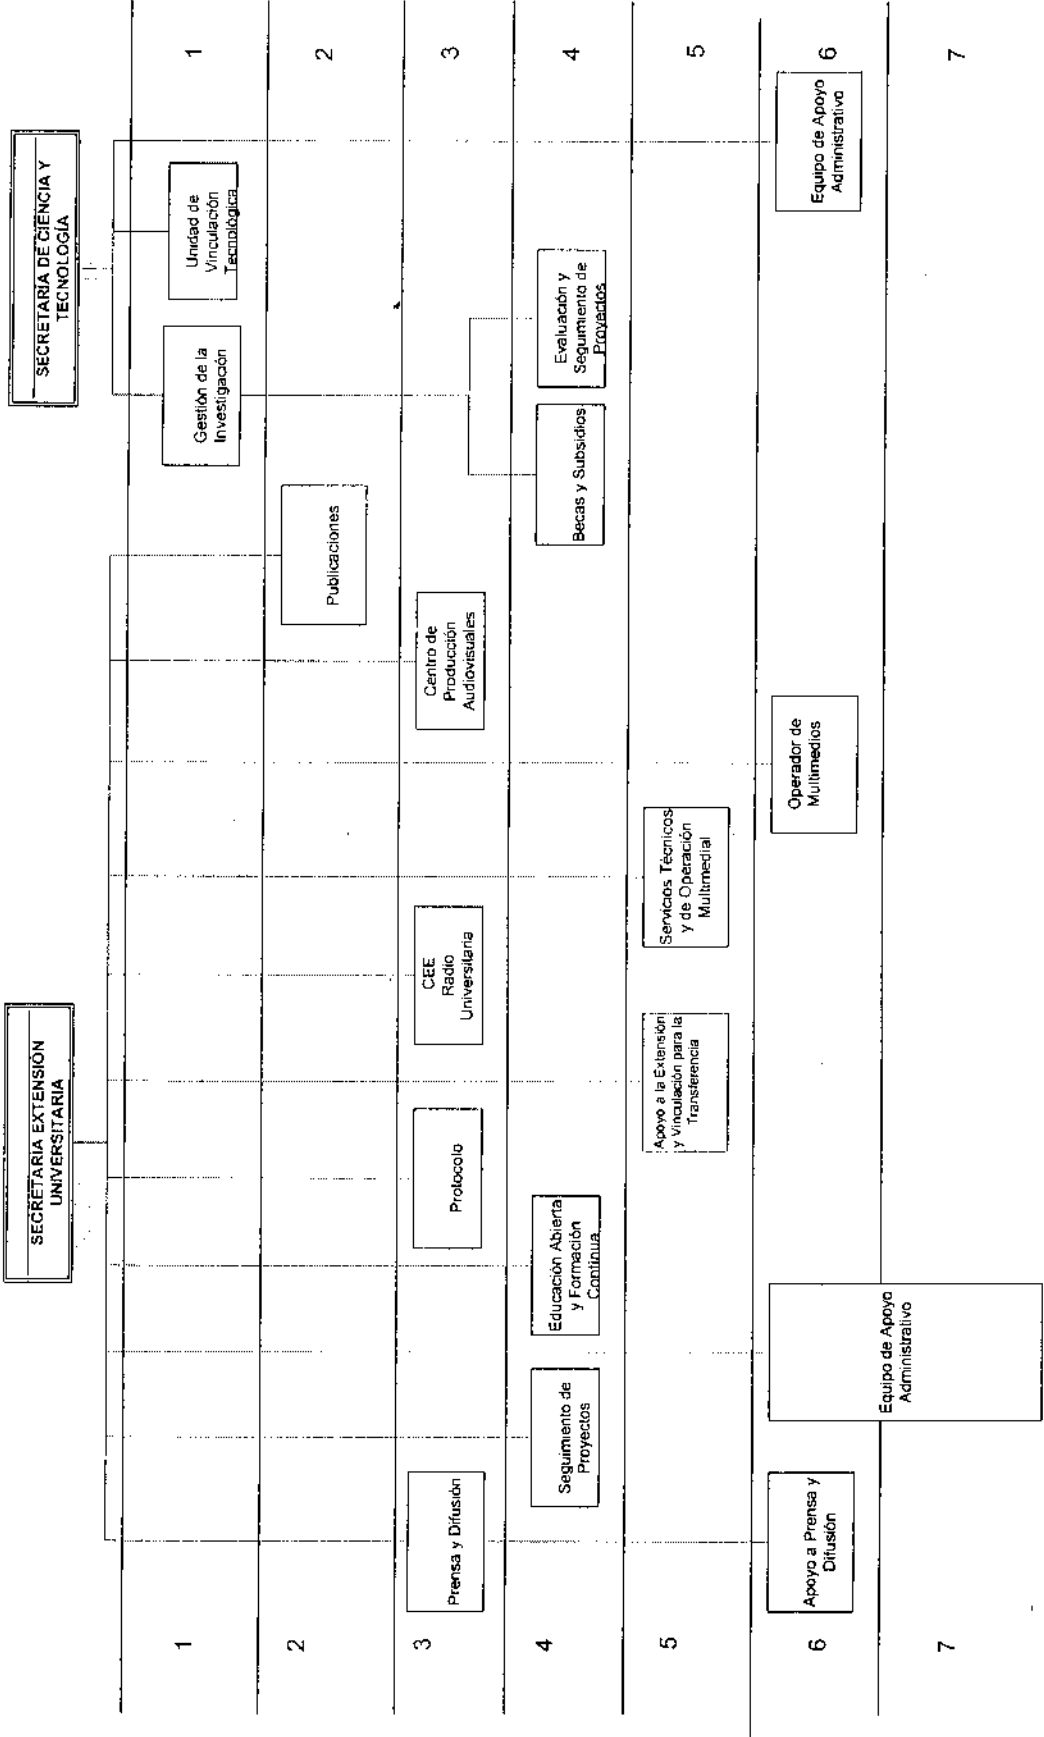 SECRETARIA EXTENSIÓN
UNIVERSITARIA
SECRETARÍA DE CIENCIA Y
TECNOLOGÍA
1
Gestión de la
Investigación
Unidad de
Vinculación
Tecnológica
1
2
Publicaciones
2
3
Prensa y Difusión
Protocolo
CEE
Radio
Universitaria
Centro de
Producción
Audiovisuales
3
4
Seguimiento de
Proyectos
Educación Abierta
y Formación
Continua
Becas y Subsidios
Evaluación y
Seguimiento de
Proyectos
4
5
Apoyo a la Extensión
y Vinculación para la
Transferencia
Servicios Técnicos
y de Operación
Multimedial
5
6
Apoyo a Prensa y
Difusión
Equipo de Apoyo
Administrativo
Operador de
Multimedios
Equipo de Apoyo
Administrativo
6
7
7